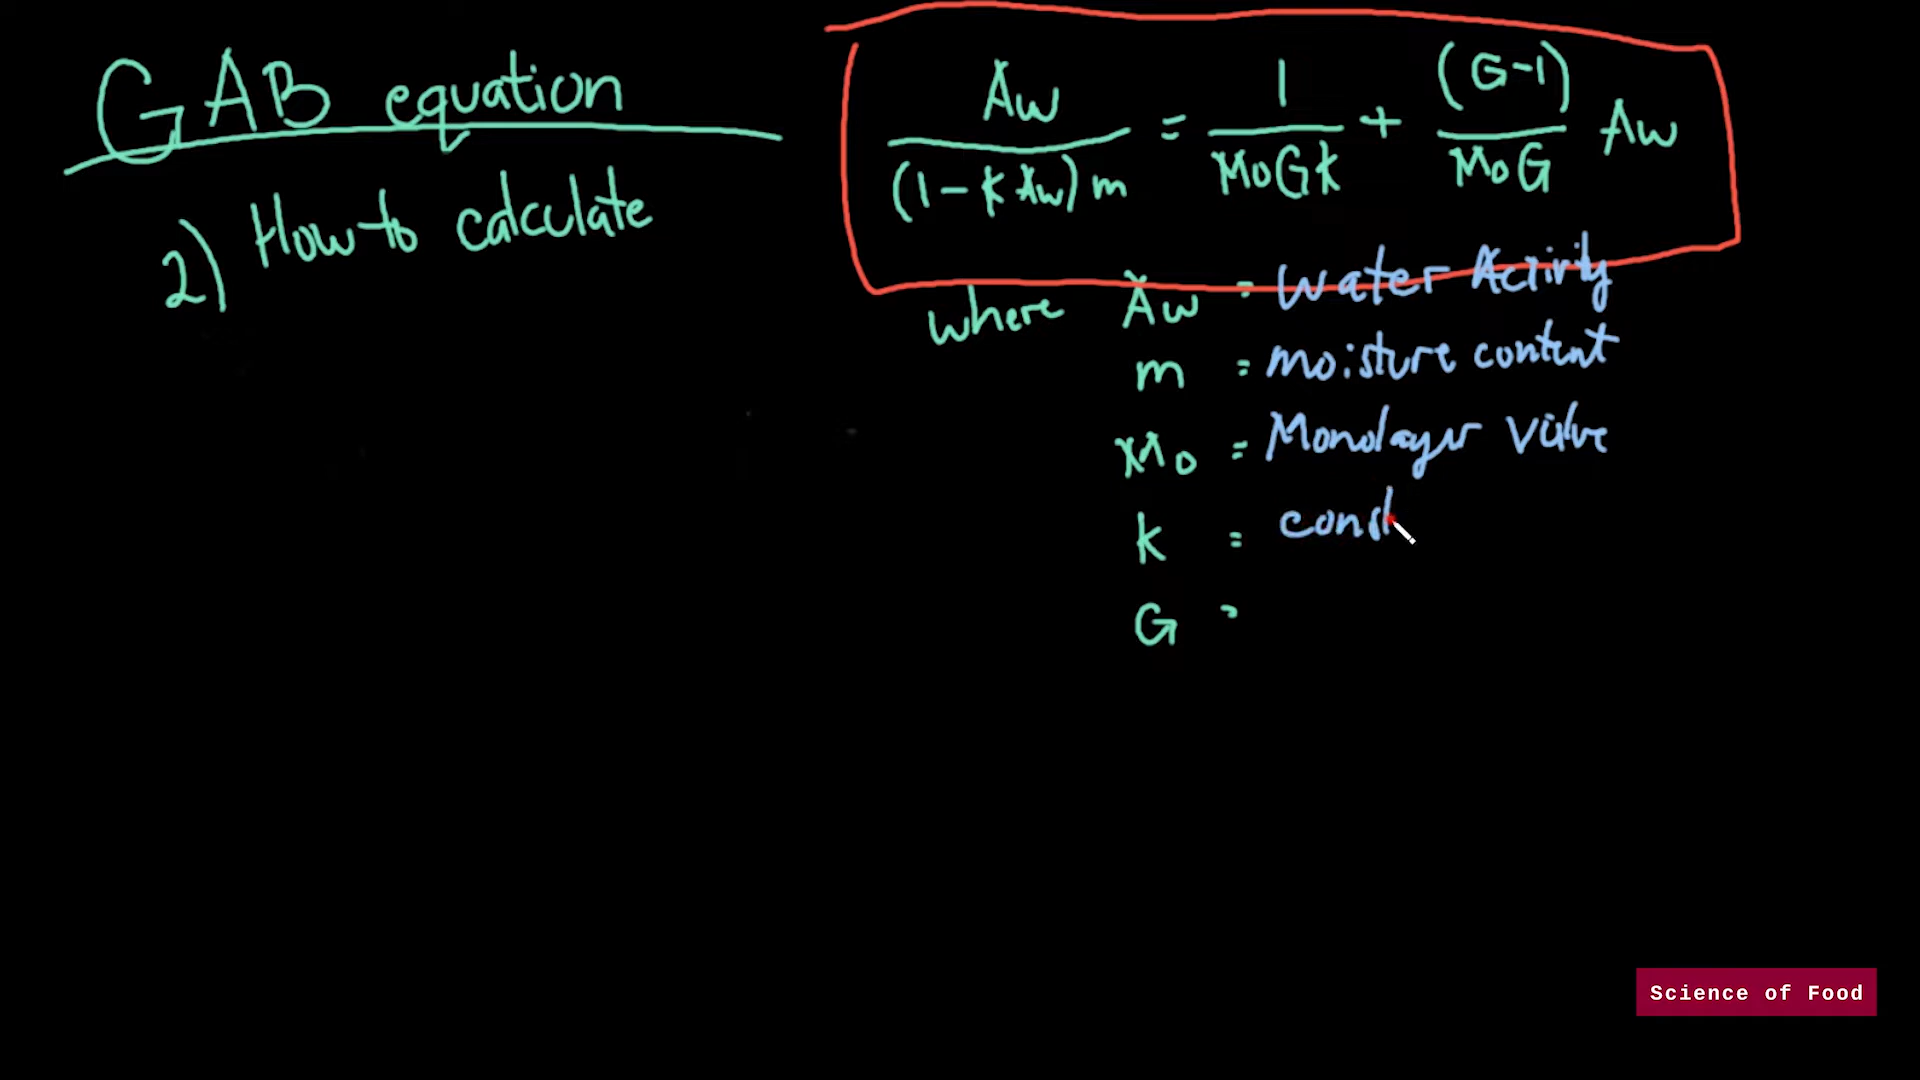 GAB equation
2) How to calculate
Aw / (1 - k Aw) m = 1 / MoGk + (G-1) / MoG Aw
where Aw = Water Activity
m = moisture content
Mo = Monolayer Value
k = const
G =
Science of Food